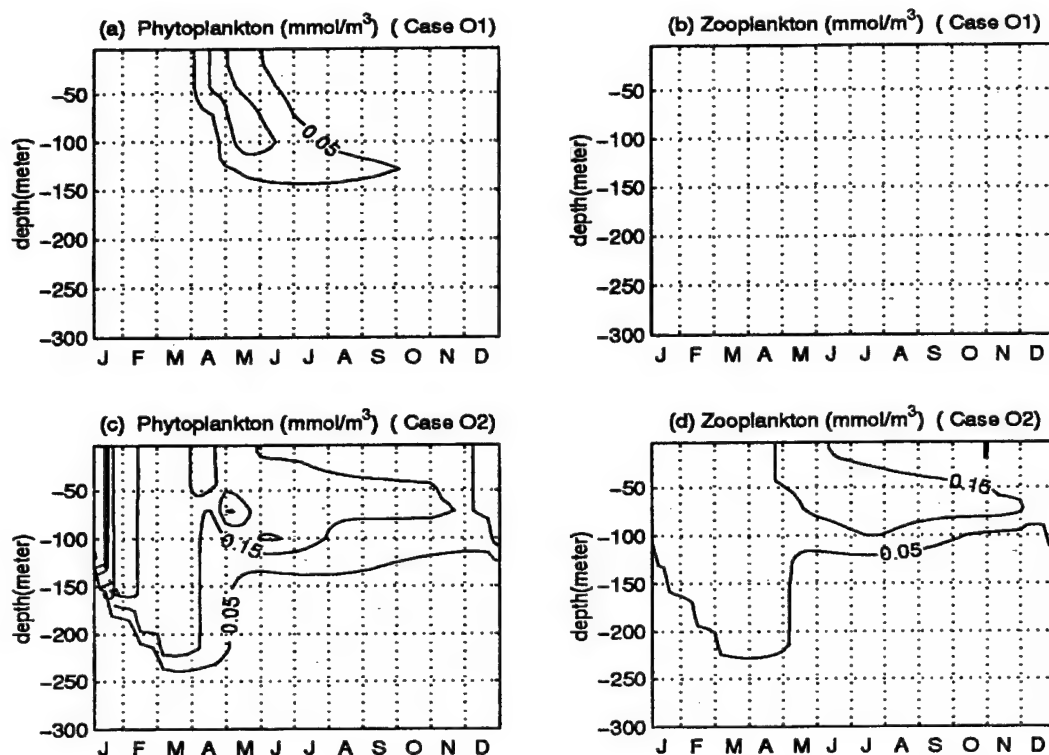 (a) Phytoplankton (mmol/m³) ( Case O1)
depth(meter)
−50
−100
−150
−200
−250
−300
0.05
J F M A M J J A S O N D
(b) Zooplankton (mmol/m³) ( Case O1)
depth(meter)
−50
−100
−150
−200
−250
−300
J F M A M J J A S O N D
(c) Phytoplankton (mmol/m³) ( Case O2)
depth(meter)
−50
−100
−150
−200
−250
−300
0.15
0.05
J F M A M J J A S O N D
(d) Zooplankton (mmol/m³) ( Case O2)
depth(meter)
−50
−100
−150
−200
−250
−300
0.15
0.05
J F M A M J J A S O N D